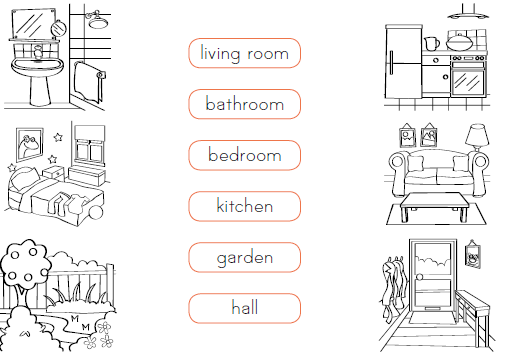 living room
bathroom
bedroom
kitchen
garden
hall